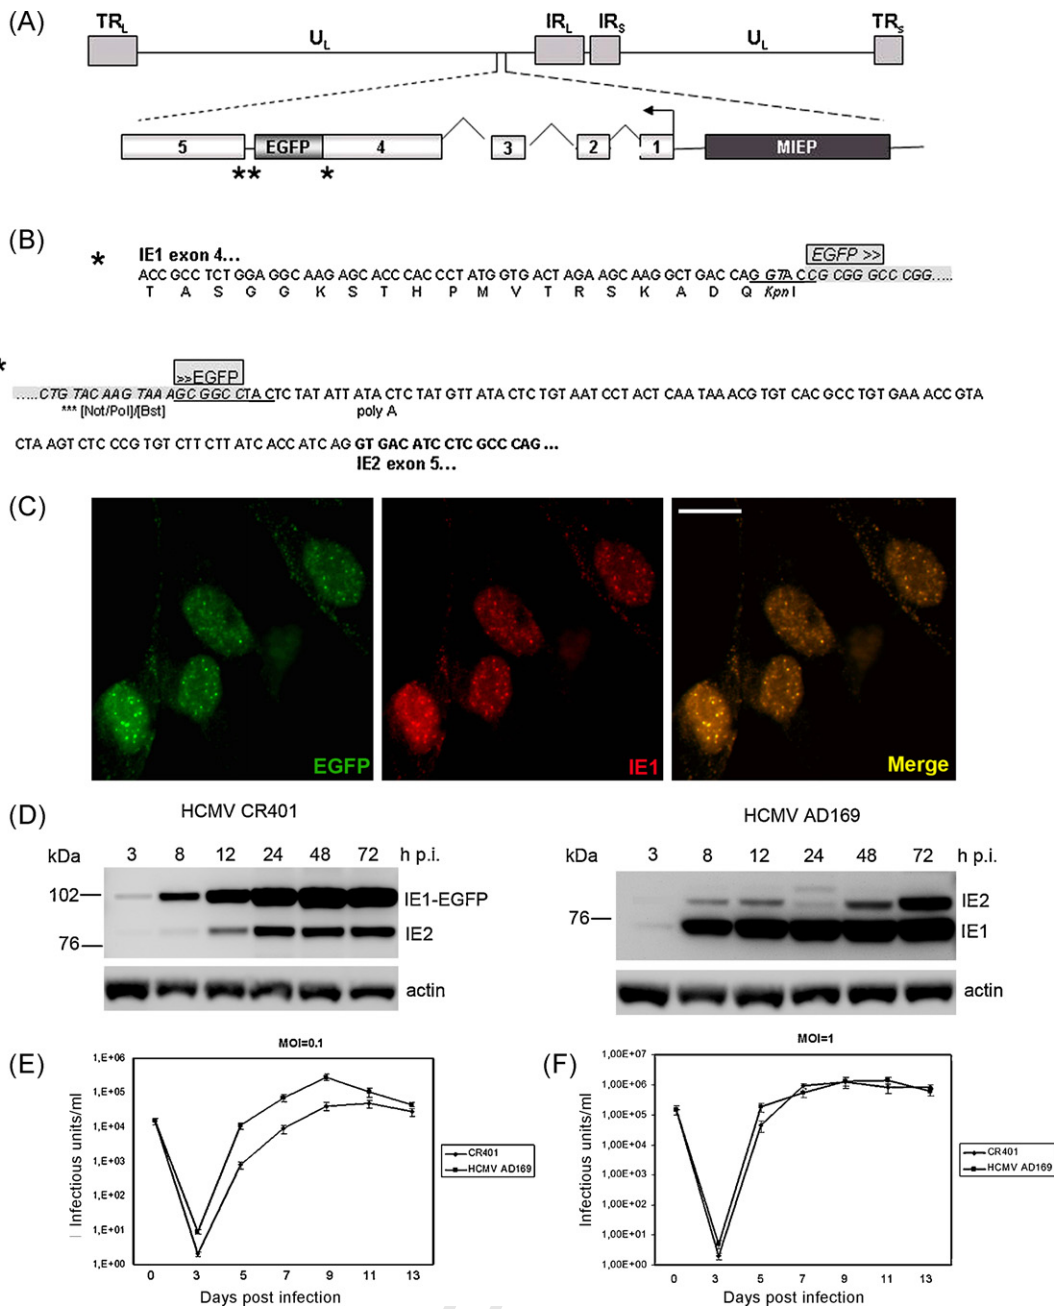 (A)
TRL UL IRL IRS UL TRs
5 EGFP 4 3 2 1 MIEP
** *
(B)
* IE1 exon 4... EGFP >>
ACC GCC TCT GGA GGC AAG AGC ACC CAC CCT ATG GTG ACT AGA AGC AAG GCT GAC CAG GTAC CGC GGG GCC CGG.....
T A S G G K S T H P M V T R S K A D Q Kpn I
* >>EGFP
.....CTG TACAAG TAA AGC GGC CTAC TC TAT ATT ATA CTC TAT GTT ATA CTC TGT AAT CCT ACT CAA TAA ACG TGT CAC GCC TGT GAA ACC GTA
*** [Not/Pol]/[Bst] poly A
CTA AGT CTC CCG TGT CTT CTT ATC ACC ATC AG GT GAC ATC CTC GCC CAG ...
IE2 exon 5...
(C)
EGFP IE1 Merge
(D)
HCMV CR401
kDa 3 8 12 24 48 72 h p.i.
102 IE1-EGFP
76 IE2
actin
HCMV AD169
kDa 3 8 12 24 48 72 h p.i.
IE2
76 IE1
actin
(E)
MOI=0.1
Infectious units/ml
1,E+06
1,E+05
1,E+04
1,E+03
1,E+02
1,E+01
1,E+00
0 3 5 7 9 11 13
Days post infection
CR401
HCMV AD169
(F)
MOI=1
Infectious units/ml
1,00E+07
1,00E+06
1,00E+05
1,00E+04
1,00E+03
1,00E+02
1,00E+01
1,00E+00
0 3 5 7 9 11 13
Days post infection
CR401
HCMV AD169